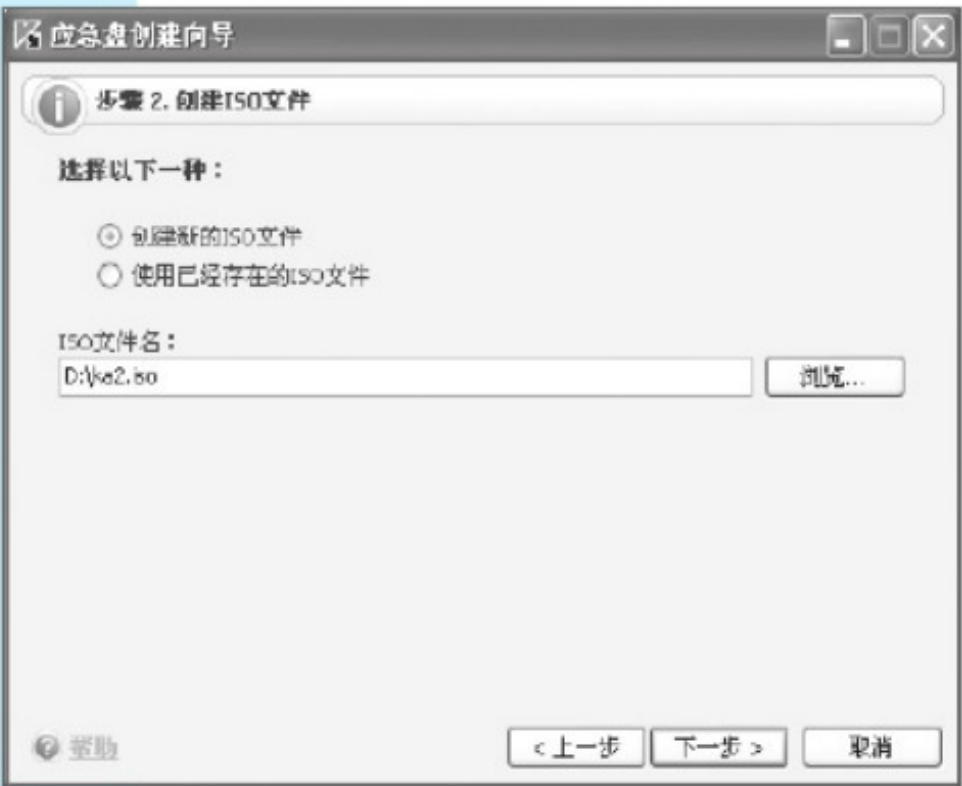 应急盘创建向导
步骤 2. 创建ISO文件
选择以下一种：
创建新的ISO文件
使用已经存在的ISO文件
ISO文件名：
D:\ka2.iso
浏览...
帮助
<上一步 下一步> 取消